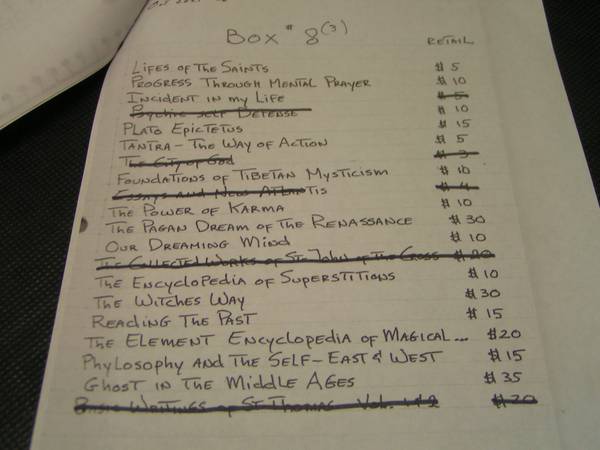 Box # 8(3)
RETAIL
Lifes of The Saints $ 5
Progress Through Mental Prayer $ 10
Incident in my Life $ 5
Psychic Self Defense $ 10
Plato Epictetus $ 15
Tantra - The Way of Action $ 5
The City of God $ 3
Foundations of Tibetan Mysticism $ 10
Essays and New Atlantis $ 4
The Power of Karma $ 10
The Pagan Dream of The Renassance $ 30
Our Dreaming Mind $ 10
The Collected Works of St John of The Cross $ 20
The Encyclopedia of Superstitions $ 10
The Witches Way $ 30
Reading The Past $ 15
The Element Encyclopedia of Magical... $20
Phylosophy and The Self - East & West $ 15
Ghost in The Middle Ages $ 35
Basic Writings of St Thomas Vol. 1 & 2 $ 20